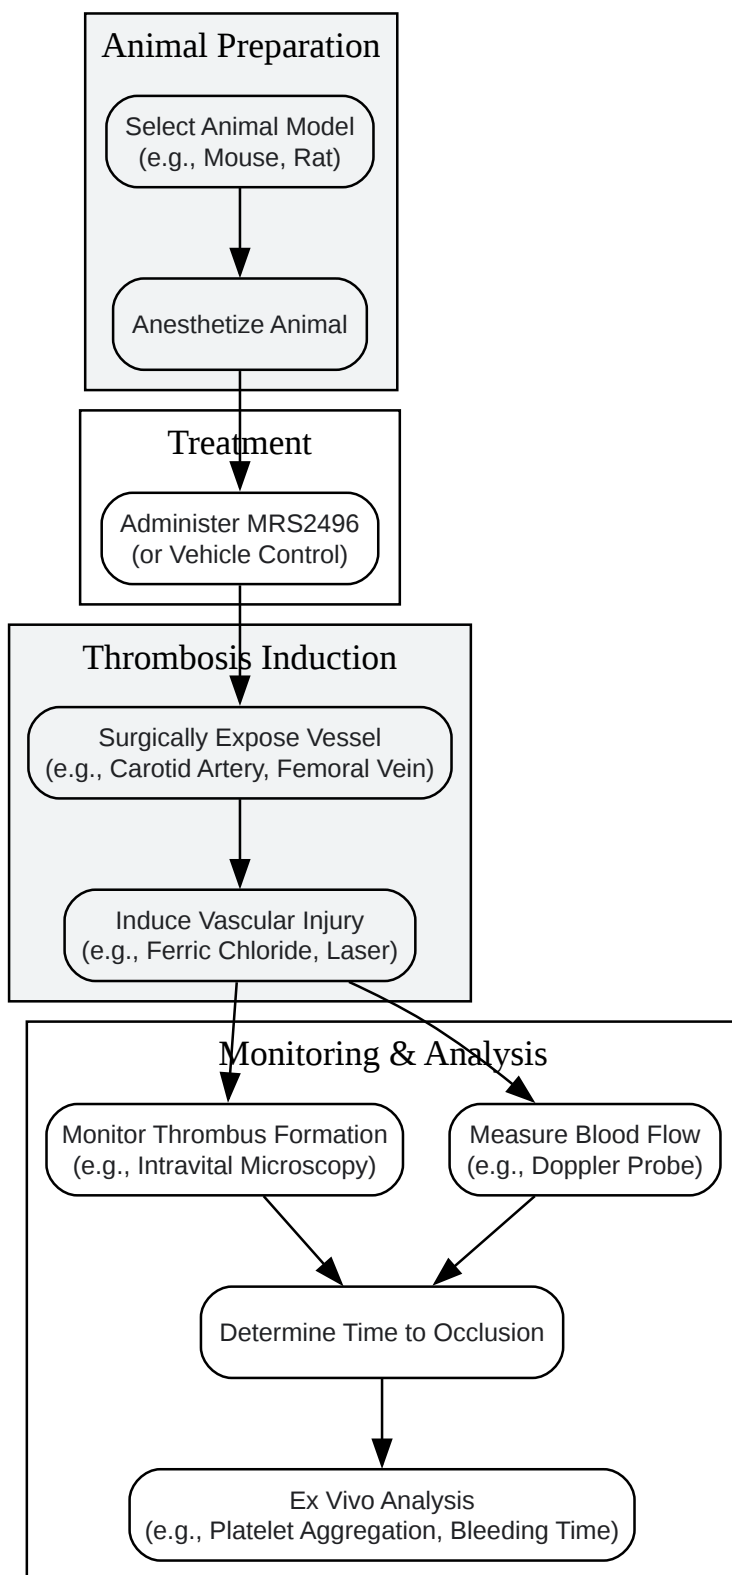 Animal Preparation
Select Animal Model
(e.g., Mouse, Rat)
Anesthetize Animal
Treatment
Administer MRS2496
(or Vehicle Control)
Thrombosis Induction
Surgically Expose Vessel
(e.g., Carotid Artery, Femoral Vein)
Induce Vascular Injury
(e.g., Ferric Chloride, Laser)
Monitoring & Analysis
Monitor Thrombus Formation
(e.g., Intravital Microscopy)
Measure Blood Flow
(e.g., Doppler Probe)
Determine Time to Occlusion
Ex Vivo Analysis
(e.g., Platelet Aggregation, Bleeding Time)